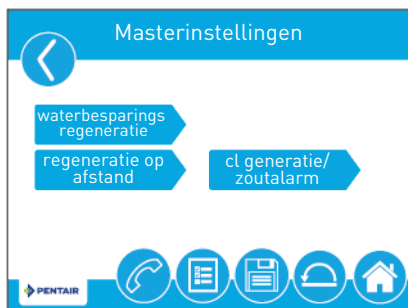 Masterinstellingen
waterbesparings
regeneratie
regeneratie op
afstand
cl generatie/
zoutalarm
PENTAIR